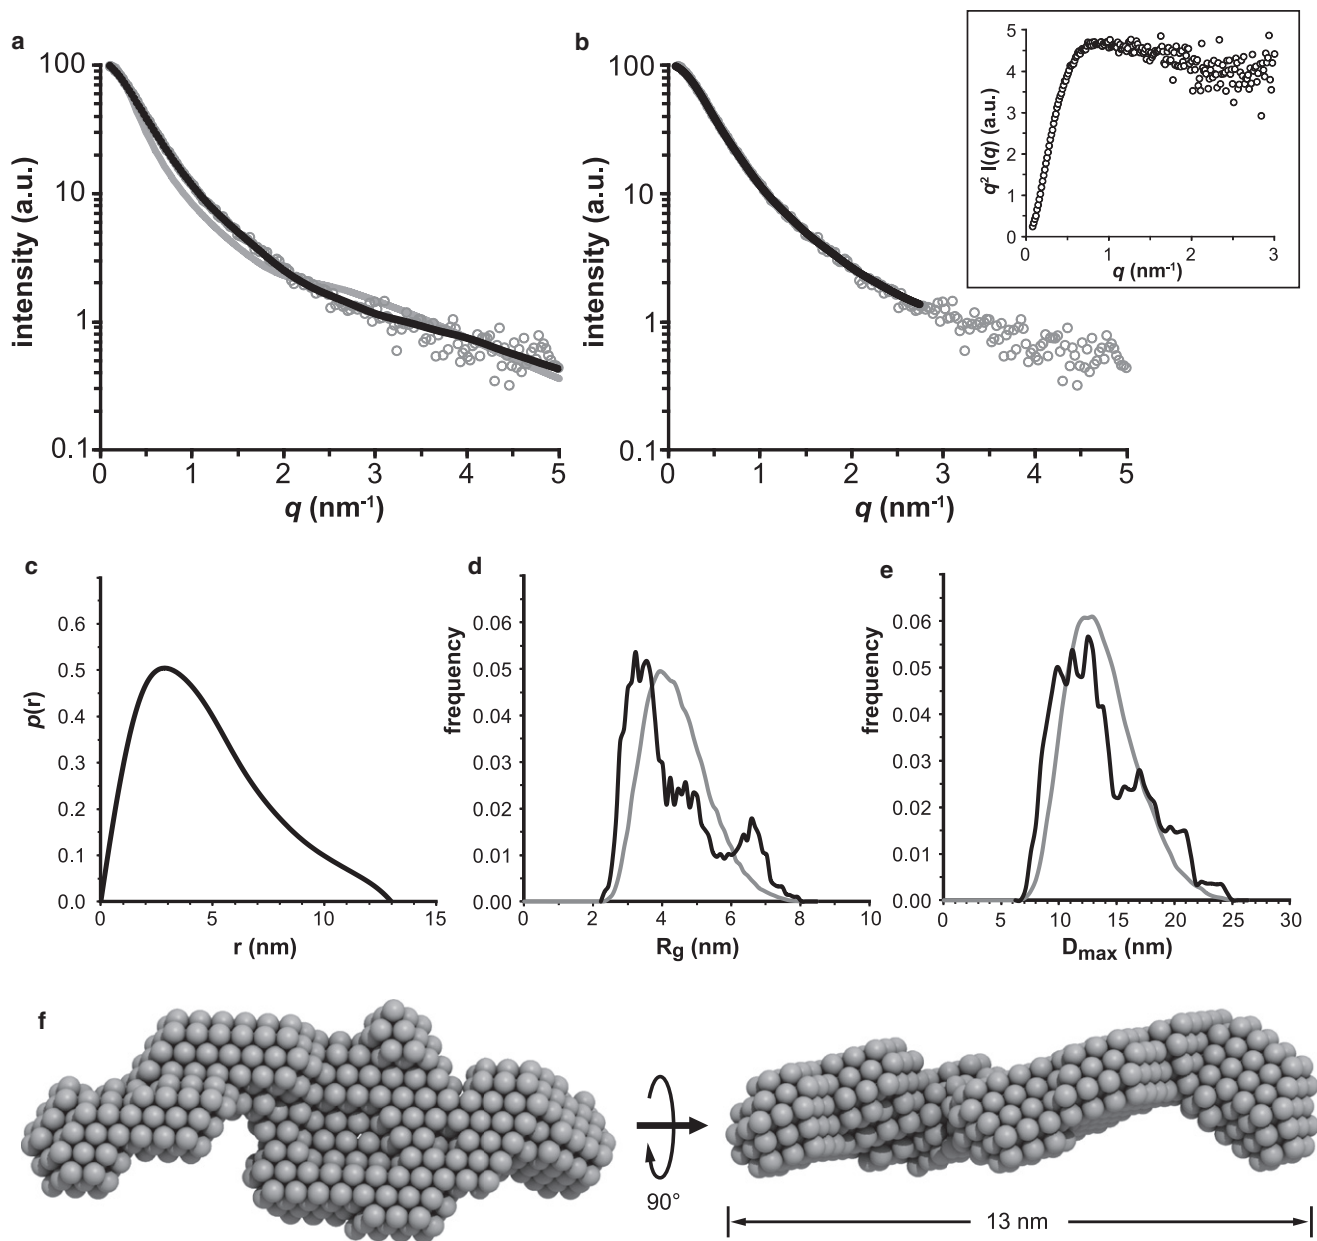 a
100
10
1
0.1
intensity (a.u.)
0 1 2 3 4 5
q (nm⁻¹)
b
100
10
1
0.1
intensity (a.u.)
0 1 2 3 4 5
q (nm⁻¹)
5
4
3
2
1
0
q² I(q) (a.u.)
0 1 2 3
q (nm⁻¹)
c
0.6
0.5
0.4
0.3
0.2
0.1
0.0
p(r)
0 5 10 15
r (nm)
d
frequency
0.06
0.05
0.04
0.03
0.02
0.01
0.00
0 2 4 6 8 10
Rg (nm)
e
frequency
0.06
0.05
0.04
0.03
0.02
0.01
0.00
0 5 10 15 20 25 30
Dmax (nm)
f
90°
13 nm